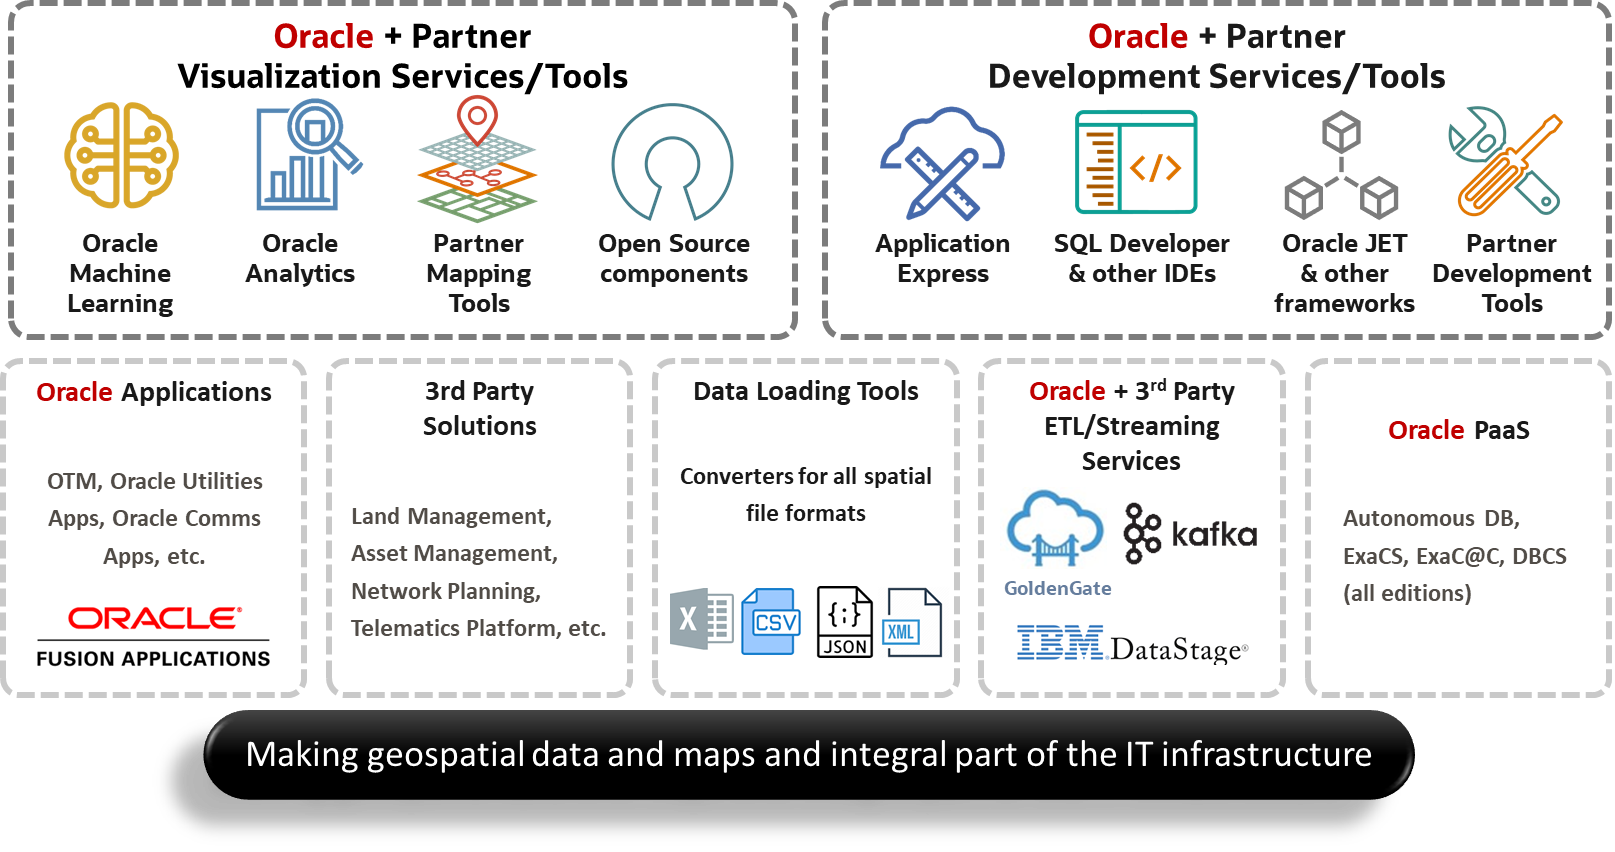 Oracle + Partner
Visualization Services/Tools
Oracle
Machine
Learning
Oracle
Analytics
Partner
Mapping
Tools
Open Source
components
Oracle + Partner
Development Services/Tools
Application
Express
SQL Developer
& other IDEs
</>
Oracle JET
& other
frameworks
Partner
Development
Tools
Oracle Applications
OTM, Oracle Utilities
Apps, Oracle Comms
Apps, etc.
ORACLE®
FUSION APPLICATIONS
3rd Party
Solutions
Land Management,
Asset Management,
Network Planning,
Telematics Platform, etc.
Data Loading Tools
Converters for all spatial
file formats
X
CSV
{;}
JSON
XML
Oracle + 3rd Party
ETL/Streaming
Services
GoldenGate
kafka
IBM DataStage®
Oracle PaaS
Autonomous DB,
ExaCS, ExaC@C, DBCS
(all editions)
Making geospatial data and maps and integral part of the IT infrastructure